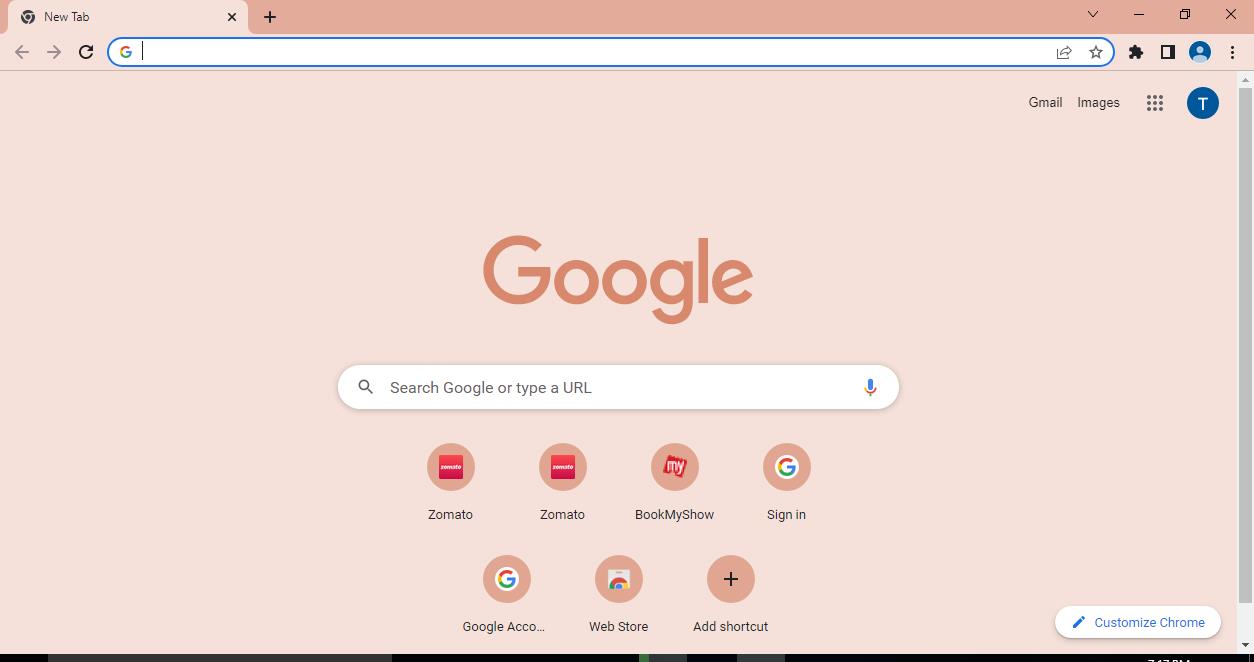 New Tab
Gmail Images
T
Google
Search Google or type a URL
zomato zomato my
Zomato Zomato BookMyShow Sign in
Google Acco... Web Store Add shortcut
Customize Chrome